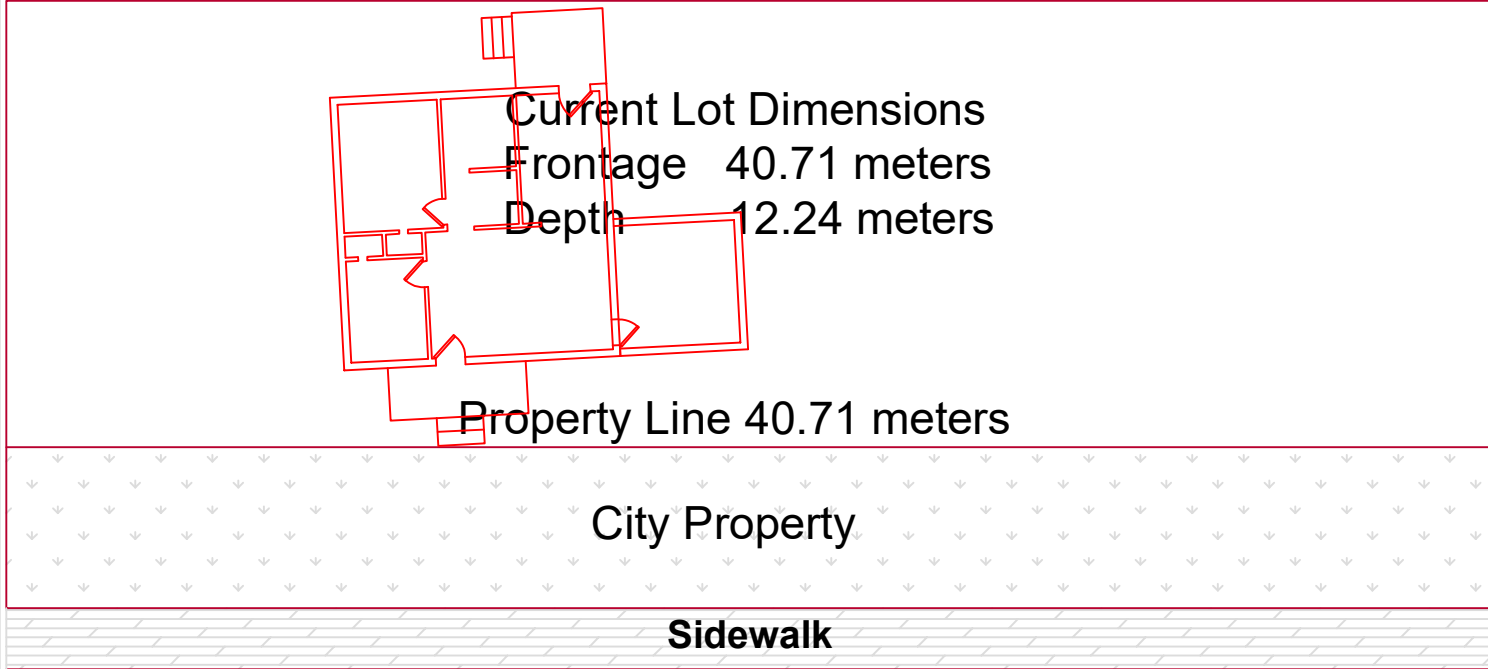 Current Lot Dimensions
Frontage 40.71 meters
Depth 12.24 meters
Property Line 40.71 meters
City Property
Sidewalk